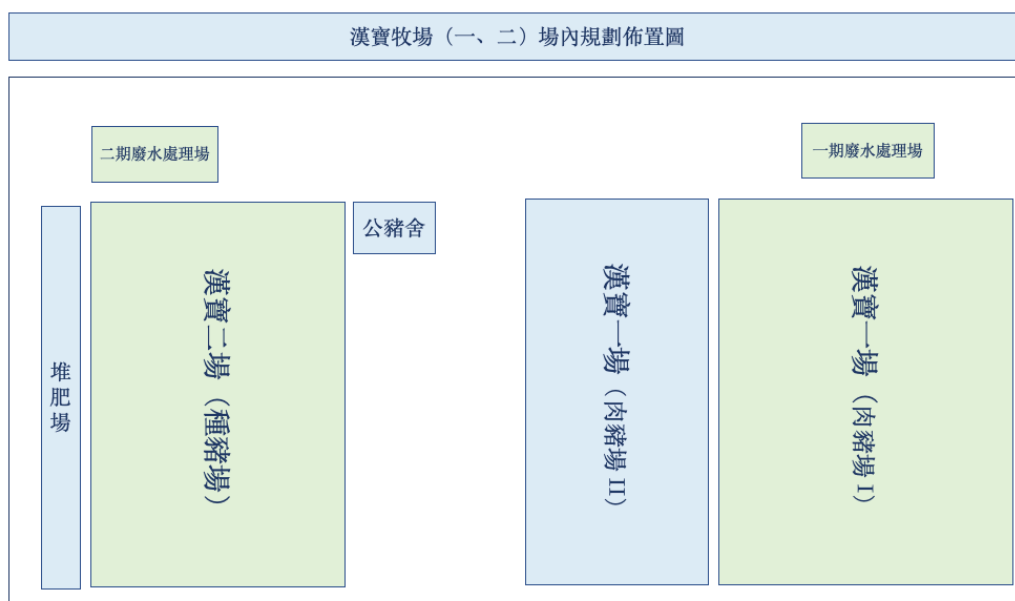 漢寶牧場（一、二）場內規劃佈置圖
二期廢水處理場
一期廢水處理場
堆肥場
漢寶二場（種豬場）
公豬舍
漢寶一場（肉豬場 II）
漢寶一場（肉豬場 I）